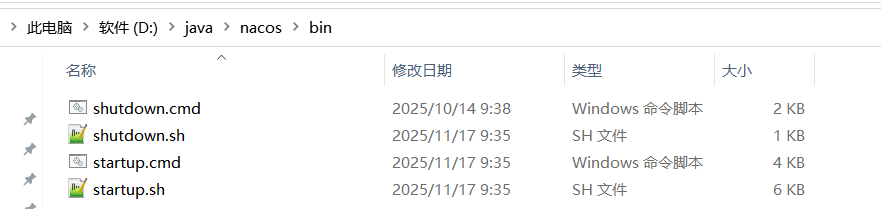 此电脑 > 软件 (D:) > java > nacos > bin
名称 修改日期 类型 大小
shutdown.cmd 2025/10/14 9:38 Windows 命令脚本 2 KB
shutdown.sh 2025/11/17 9:35 SH 文件 1 KB
startup.cmd 2025/11/17 9:35 Windows 命令脚本 4 KB
startup.sh 2025/11/17 9:35 SH 文件 6 KB